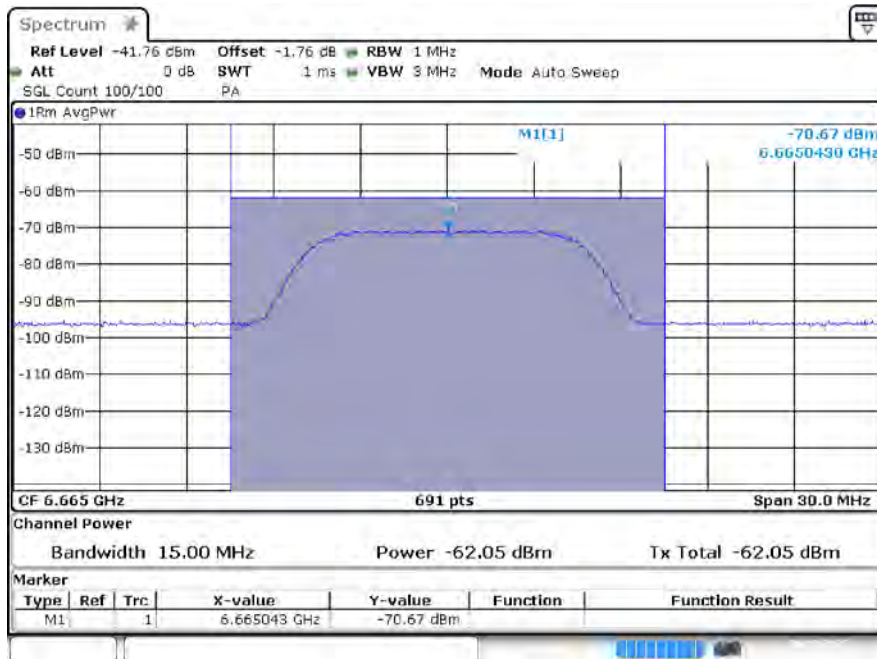 Spectrum
Ref Level -41.76 dBm Offset -1.76 dB RBW 1 MHz
Att 0 dB SWT 1 ms VBW 3 MHz Mode Auto Sweep
SGL Count 100/100 PA
1Rm AvgPwr
M1[1] -70.67 dBm
6.6650430 GHz
-50 dBm
-60 dBm
-70 dBm
-80 dBm
-90 dBm
-100 dBm
-110 dBm
-120 dBm
-130 dBm
CF 6.665 GHz 691 pts Span 30.0 MHz
Channel Power
Bandwidth 15.00 MHz Power -62.05 dBm Tx Total -62.05 dBm
Marker
Type Ref Trc X-value Y-value Function Function Result
M1 1 6.665043 GHz -70.67 dBm